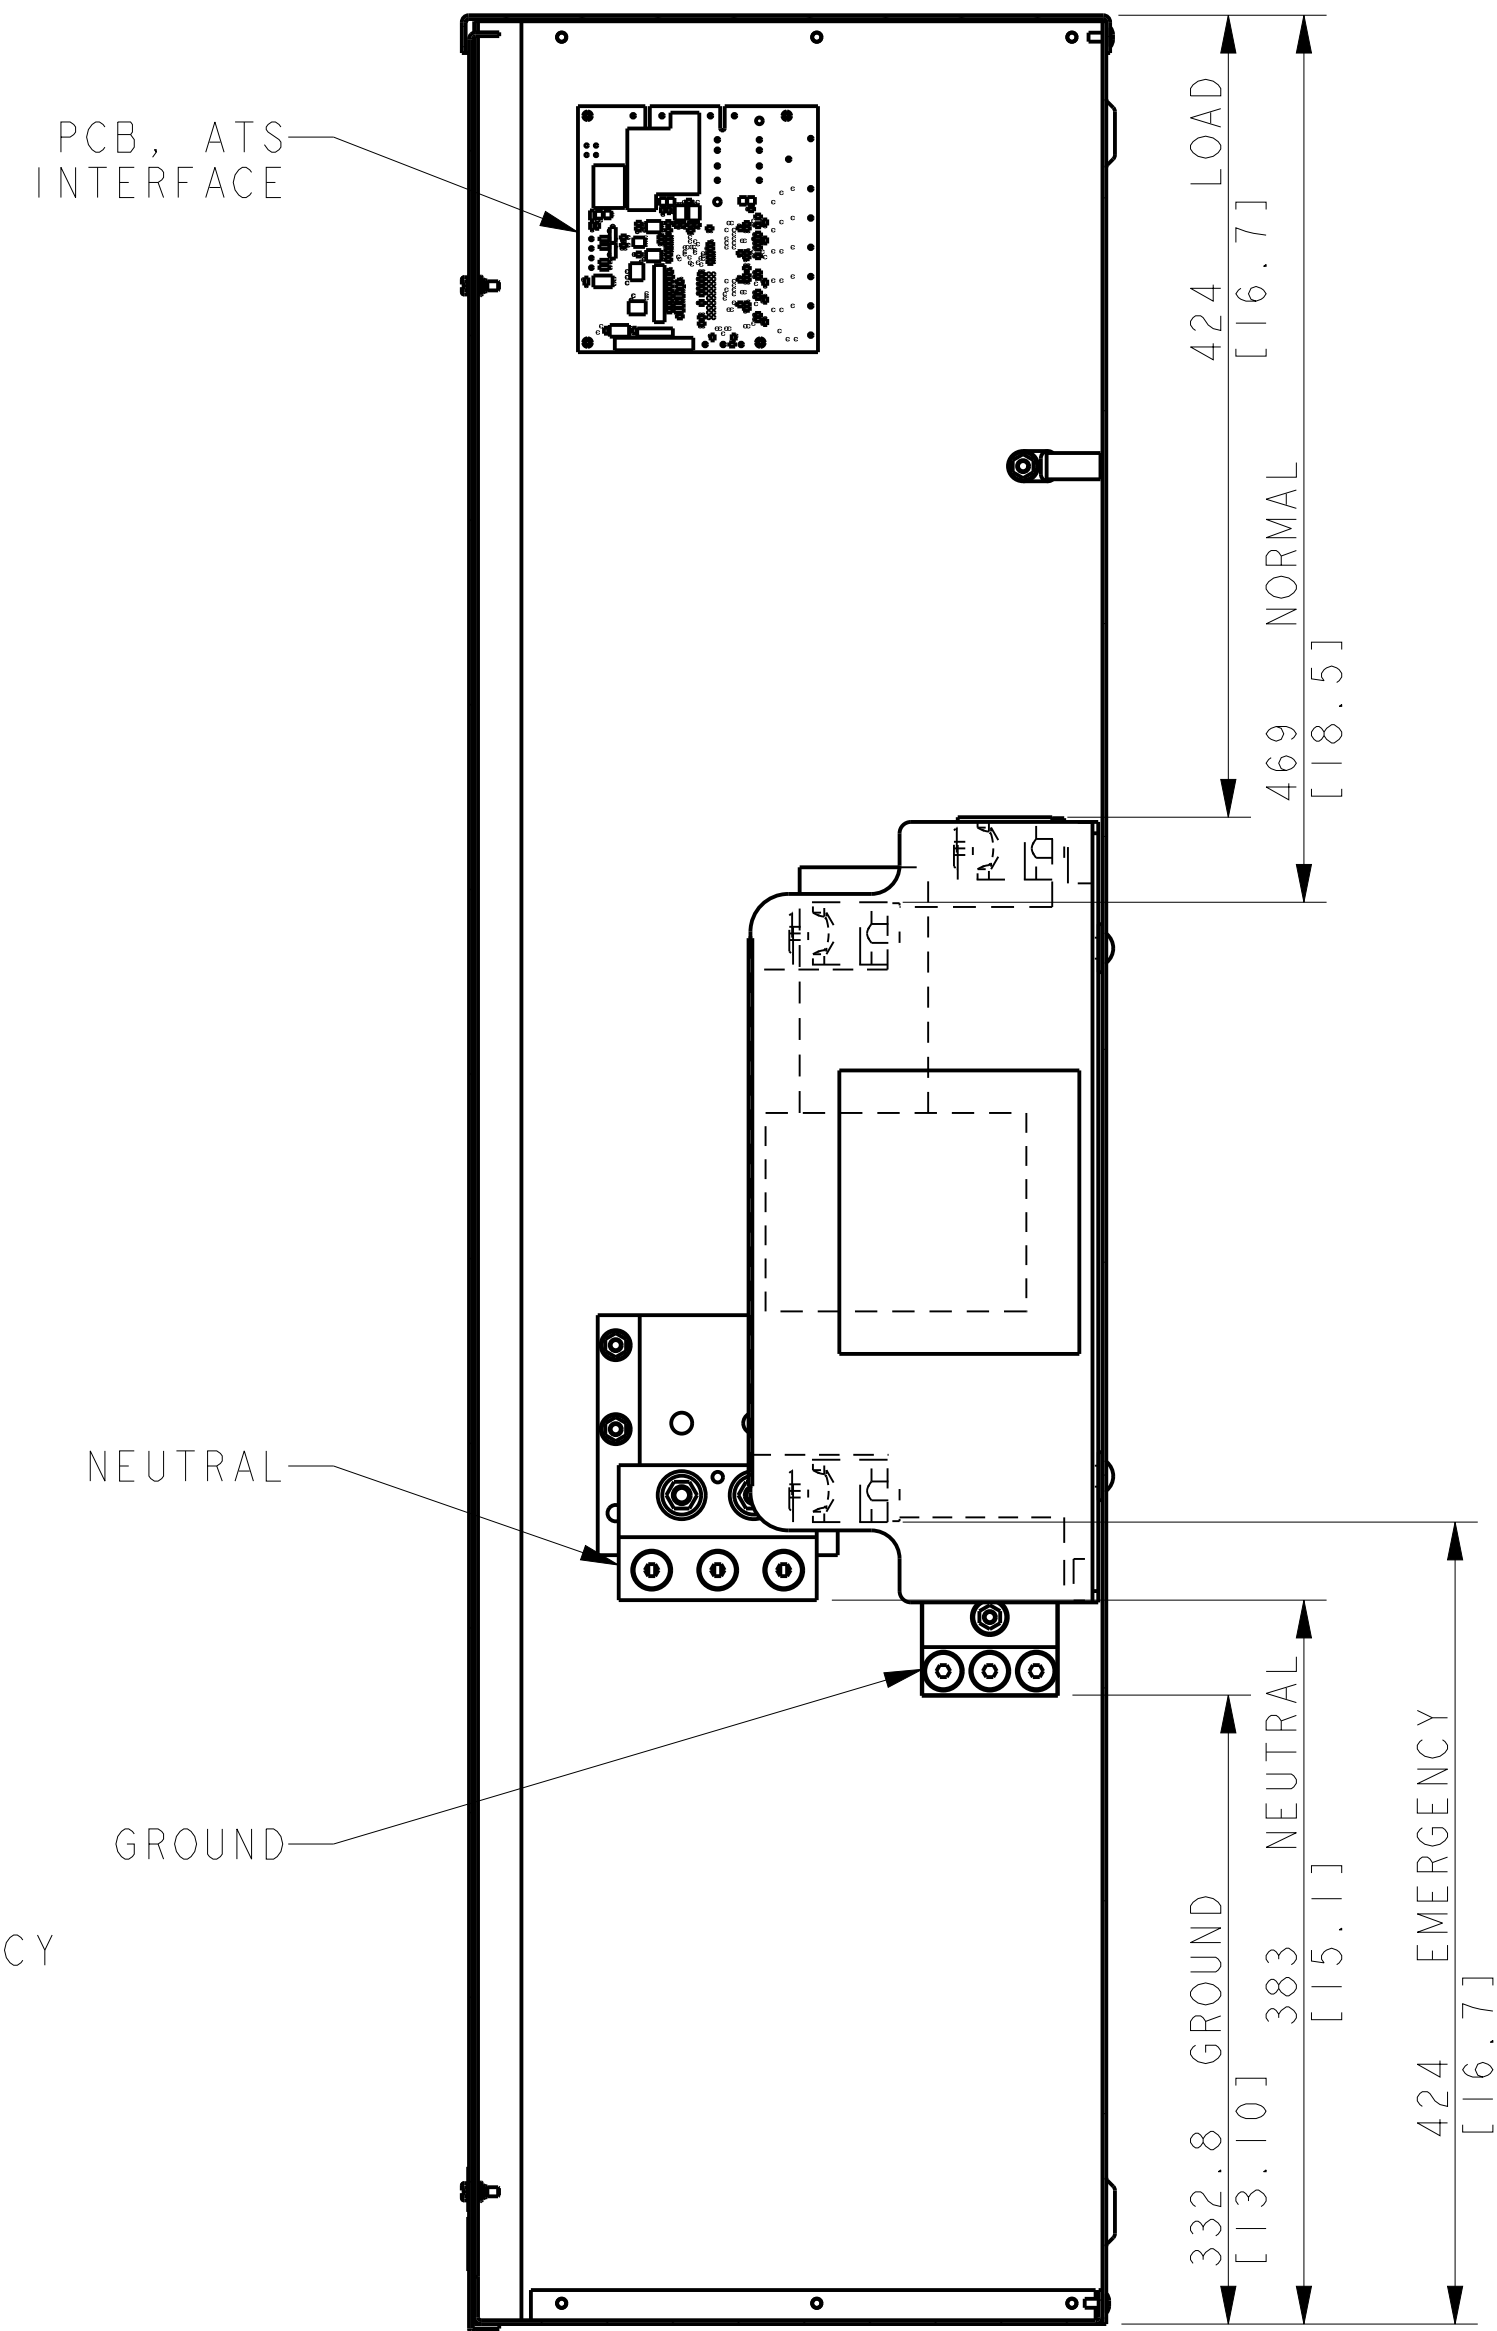 PCB, ATS
INTERFACE
NEUTRAL
GROUND
CY
424 LOAD
[16.7]
469 NORMAL
[18.5]
332.8 GROUND
[13.10]
383 NEUTRAL
[15.1]
424 EMERGENCY
[16.7]